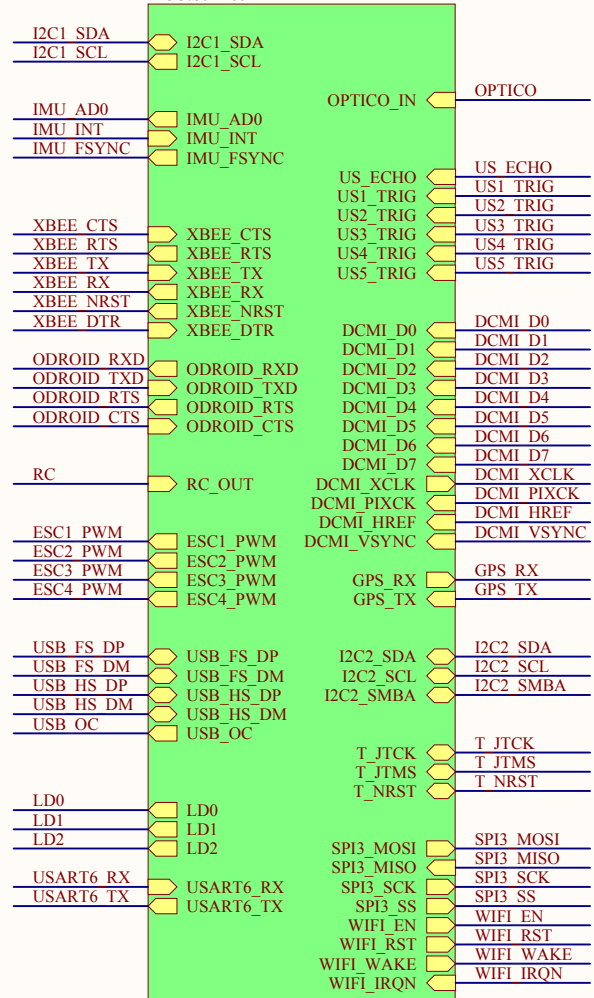 I2C1_SDA
I2C1_SCL
IMU_AD0
IMU_INT
IMU_FSYNC
XBEE_CTS
XBEE_RTS
XBEE_TX
XBEE_RX
XBEE_NRST
XBEE_DTR
ODROID_RXD
ODROID_TXD
ODROID_RTS
ODROID_CTS
RC
ESC1_PWM
ESC2_PWM
ESC3_PWM
ESC4_PWM
USB_FS_DP
USB_FS_DM
USB_HS_DP
USB_HS_DM
USB_OC
LD0
LD1
LD2
USART6_RX
USART6_TX
I2C1_SDA
I2C1_SCL
IMU_AD0
IMU_INT
IMU_FSYNC
XBEE_CTS
XBEE_RTS
XBEE_TX
XBEE_RX
XBEE_NRST
XBEE_DTR
ODROID_RXD
ODROID_TXD
ODROID_RTS
ODROID_CTS
RC_OUT
ESC1_PWM
ESC2_PWM
ESC3_PWM
ESC4_PWM
USB_FS_DP
USB_FS_DM
USB_HS_DP
USB_HS_DM
USB_OC
LD0
LD1
LD2
USART6_RX
USART6_TX
OPTICO_IN
US_ECHO
US1_TRIG
US2_TRIG
US3_TRIG
US4_TRIG
US5_TRIG
DCMI_D0
DCMI_D1
DCMI_D2
DCMI_D3
DCMI_D4
DCMI_D5
DCMI_D6
DCMI_D7
DCMI_XCLK
DCMI_PIXCK
DCMI_HREF
DCMI_VSYNC
GPS_RX
GPS_TX
I2C2_SDA
I2C2_SCL
I2C2_SMBA
T_JTCK
T_JTMS
T_NRST
SPI3_MOSI
SPI3_MISO
SPI3_SCK
SPI3_SS
WIFI_EN
WIFI_RST
WIFI_WAKE
WIFI_IRQN
OPTICO
US_ECHO
US1_TRIG
US2_TRIG
US3_TRIG
US4_TRIG
US5_TRIG
DCMI_D0
DCMI_D1
DCMI_D2
DCMI_D3
DCMI_D4
DCMI_D5
DCMI_D6
DCMI_D7
DCMI_XCLK
DCMI_PIXCK
DCMI_HREF
DCMI_VSYNC
GPS_RX
GPS_TX
I2C2_SDA
I2C2_SCL
I2C2_SMBA
T_JTCK
T_JTMS
T_NRST
SPI3_MOSI
SPI3_MISO
SPI3_SCK
SPI3_SS
WIFI_EN
WIFI_RST
WIFI_WAKE
WIFI_IRQN